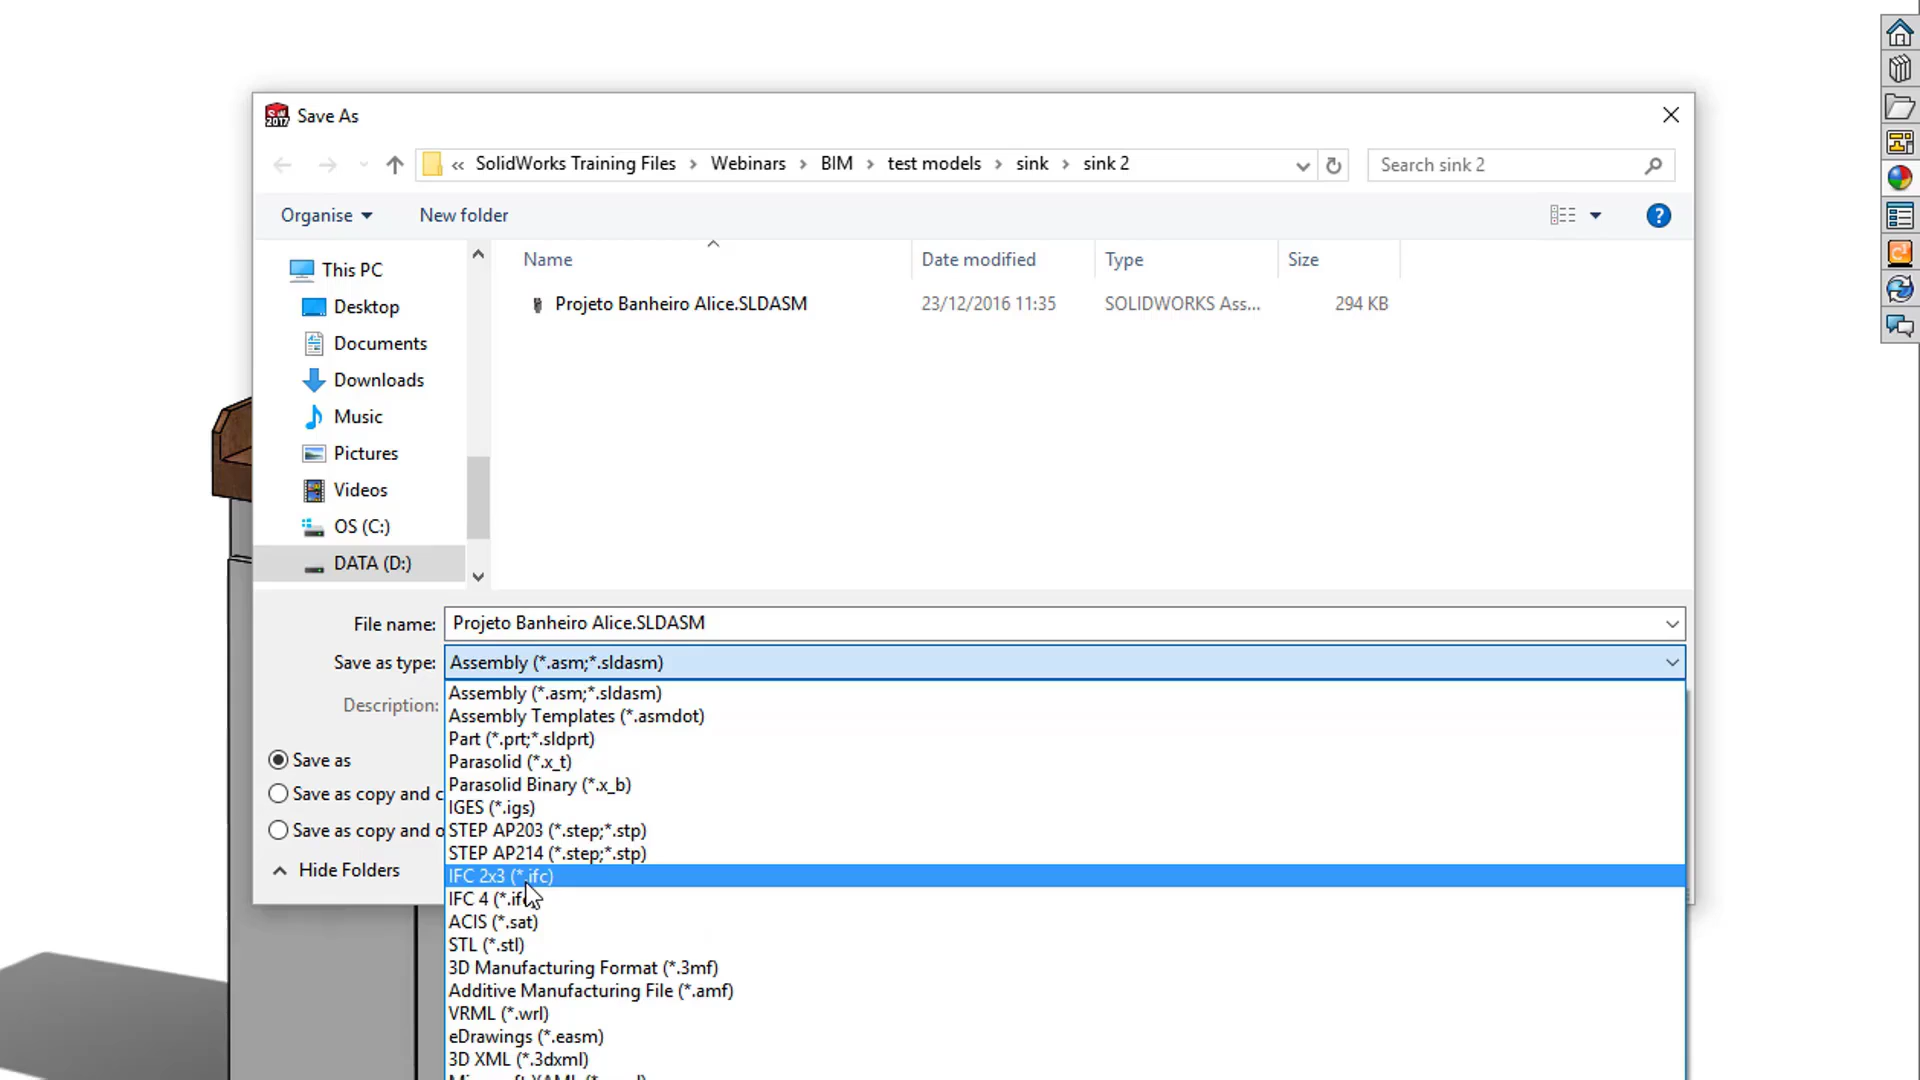 Save As
« SolidWorks Training Files > Webinars > BIM > test models > sink > sink 2
Search sink 2
Organise
New folder
?
Name
Date modified
Type
Size
This PC
Desktop
Documents
Downloads
Music
Pictures
Videos
OS (C:)
DATA (D:)
Projeto Banheiro Alice.SLDASM 23/12/2016 11:35 SOLIDWORKS Ass... 294 KB
File name: Projeto Banheiro Alice.SLDASM
Save as type: Assembly (*.asm;*.sldasm)
Description:
Save as
Save as copy and c
Save as copy and o
Hide Folders
Assembly (*.asm;*.sldasm)
Assembly Templates (*.asmdot)
Part (*.prt;*.sldprt)
Parasolid (*.x_t)
Parasolid Binary (*.x_b)
IGES (*.igs)
STEP AP203 (*.step;*.stp)
STEP AP214 (*.step;*.stp)
IFC 2x3 (*.ifc)
IFC 4
ACIS (*.sat)
STL (*.stl)
3D Manufacturing Format (*.3mf)
Additive Manufacturing File (*.amf)
VRML (*.wrl)
eDrawings (*.easm)
3D XML (*.3dxml)